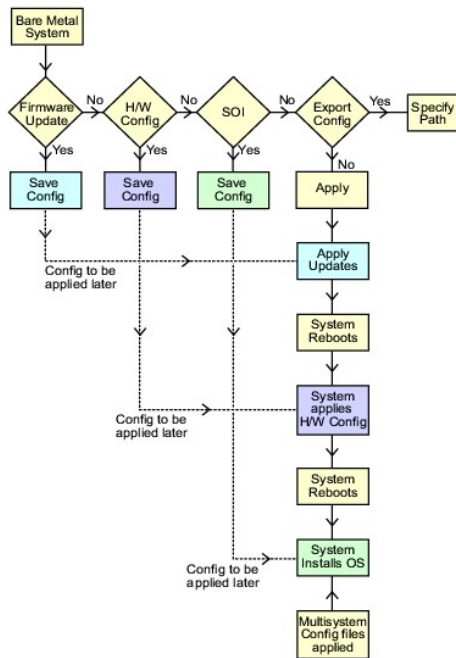 Bare Metal
System
Firmware
Update
No
H/W
Config
No
SOI
No
Export
Config
Yes
Specify
Path
Yes
Yes
Yes
No
Save
Config
Save
Config
Save
Config
Apply
Config to be
applied later
Apply
Updates
System
Reboots
System
applies
H/W Config
Config to be
applied later
System
Reboots
System
Installs OS
Config to be
applied later
Multisystem
Config files
applied